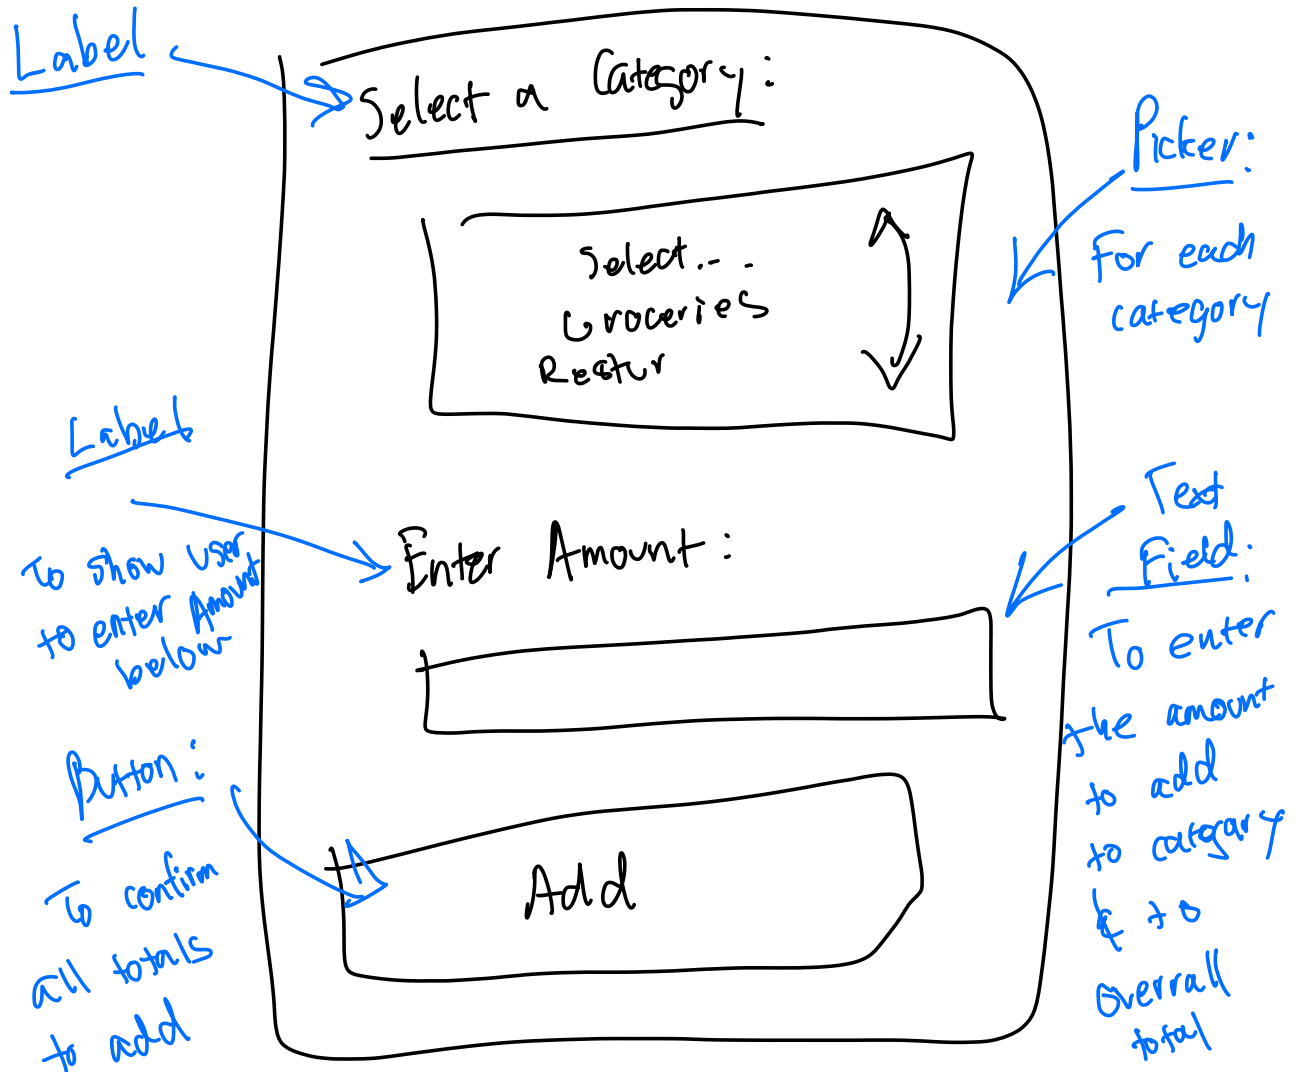 Label
Select a Category:
Picker:
For each
category
Select...
Groceries
Restur
Label
To show user
to enter Amount
below
Enter Amount:
Text
Field:
To enter
the amount
to add
to categary
& to
overrall
total
Button:
To confirm
all totals
to add
Add